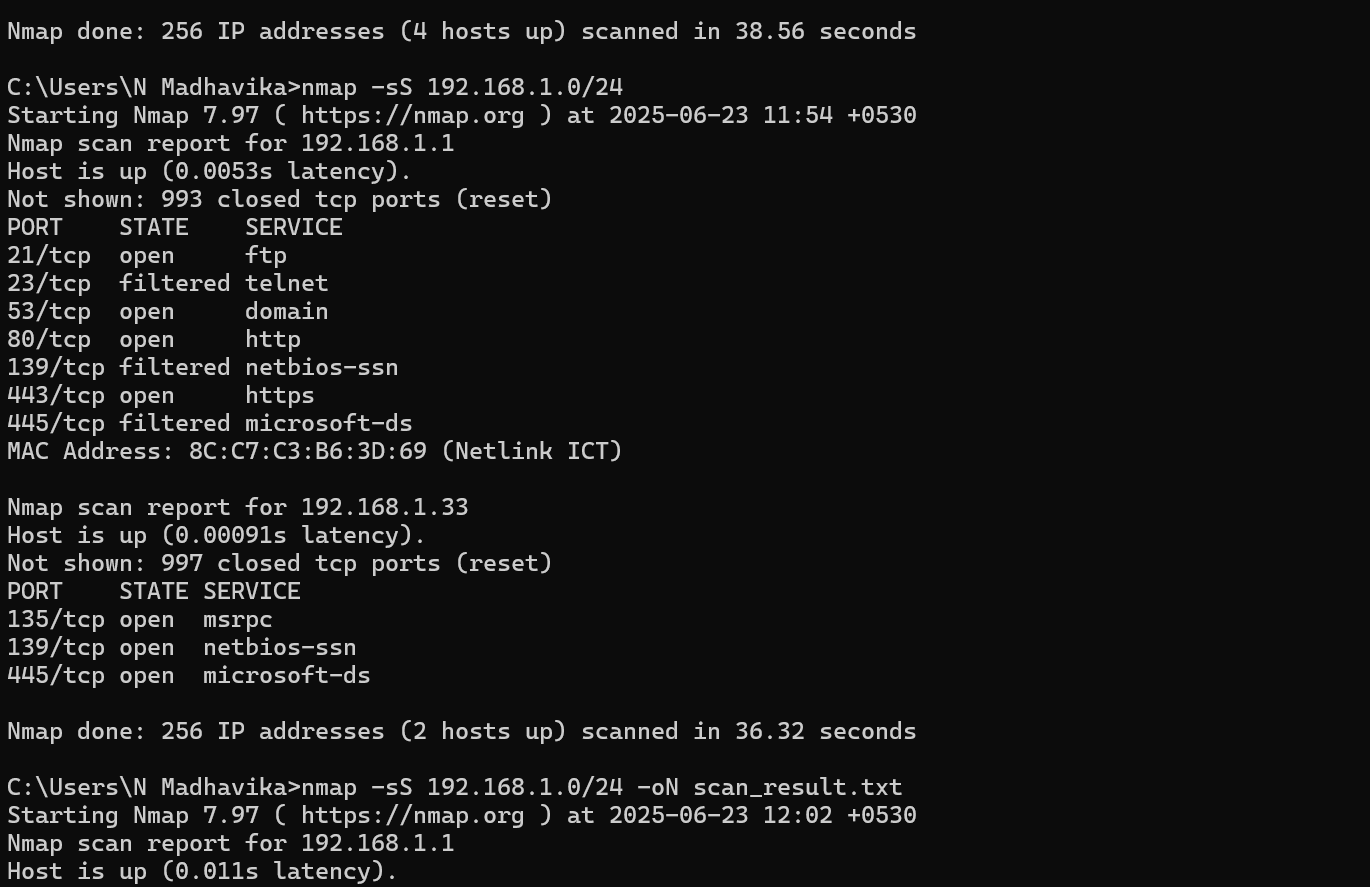 Nmap done: 256 IP addresses (4 hosts up) scanned in 38.56 seconds
C:\Users\N Madhavika>nmap -sS 192.168.1.0/24
Starting Nmap 7.97 ( https://nmap.org ) at 2025-06-23 11:54 +0530
Nmap scan report for 192.168.1.1
Host is up (0.0053s latency).
Not shown: 993 closed tcp ports (reset)
PORT    STATE    SERVICE
21/tcp  open     ftp
23/tcp  filtered telnet
53/tcp  open     domain
80/tcp  open     http
139/tcp filtered netbios-ssn
443/tcp open     https
445/tcp filtered microsoft-ds
MAC Address: 8C:C7:C3:B6:3D:69 (Netlink ICT)
Nmap scan report for 192.168.1.33
Host is up (0.00091s latency).
Not shown: 997 closed tcp ports (reset)
PORT    STATE SERVICE
135/tcp open  msrpc
139/tcp open  netbios-ssn
445/tcp open  microsoft-ds
Nmap done: 256 IP addresses (2 hosts up) scanned in 36.32 seconds
C:\Users\N Madhavika>nmap -sS 192.168.1.0/24 -oN scan_result.txt
Starting Nmap 7.97 ( https://nmap.org ) at 2025-06-23 12:02 +0530
Nmap scan report for 192.168.1.1
Host is up (0.011s latency).